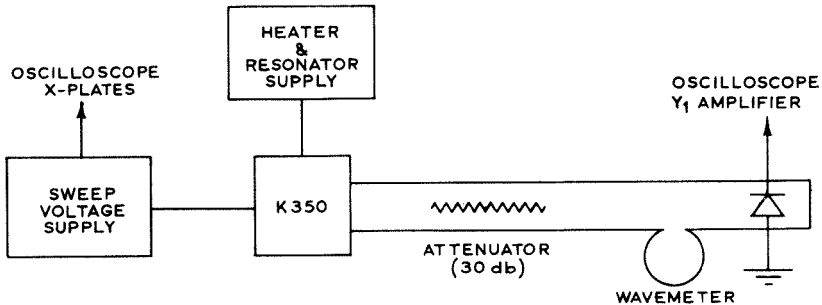 HEATER
&
RESONATOR
SUPPLY
OSCILLOSCOPE
X-PLATES
OSCILLOSCOPE
Y1 AMPLIFIER
SWEEP
VOLTAGE
SUPPLY
K350
ATTENUATOR
(30 db)
WAVEMETER